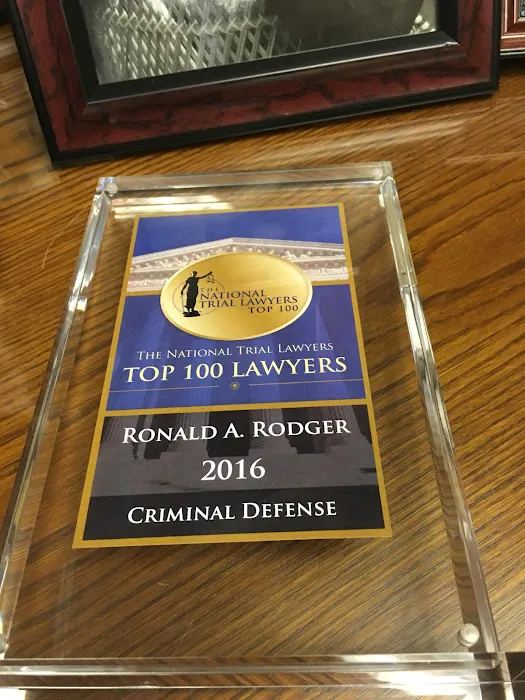 THE
NATIONAL
TRIAL LAWYERS
TOP 100
THE NATIONAL TRIAL LAWYERS
TOP 100 LAWYERS
RONALD A. RODGER
2016
CRIMINAL DEFENSE